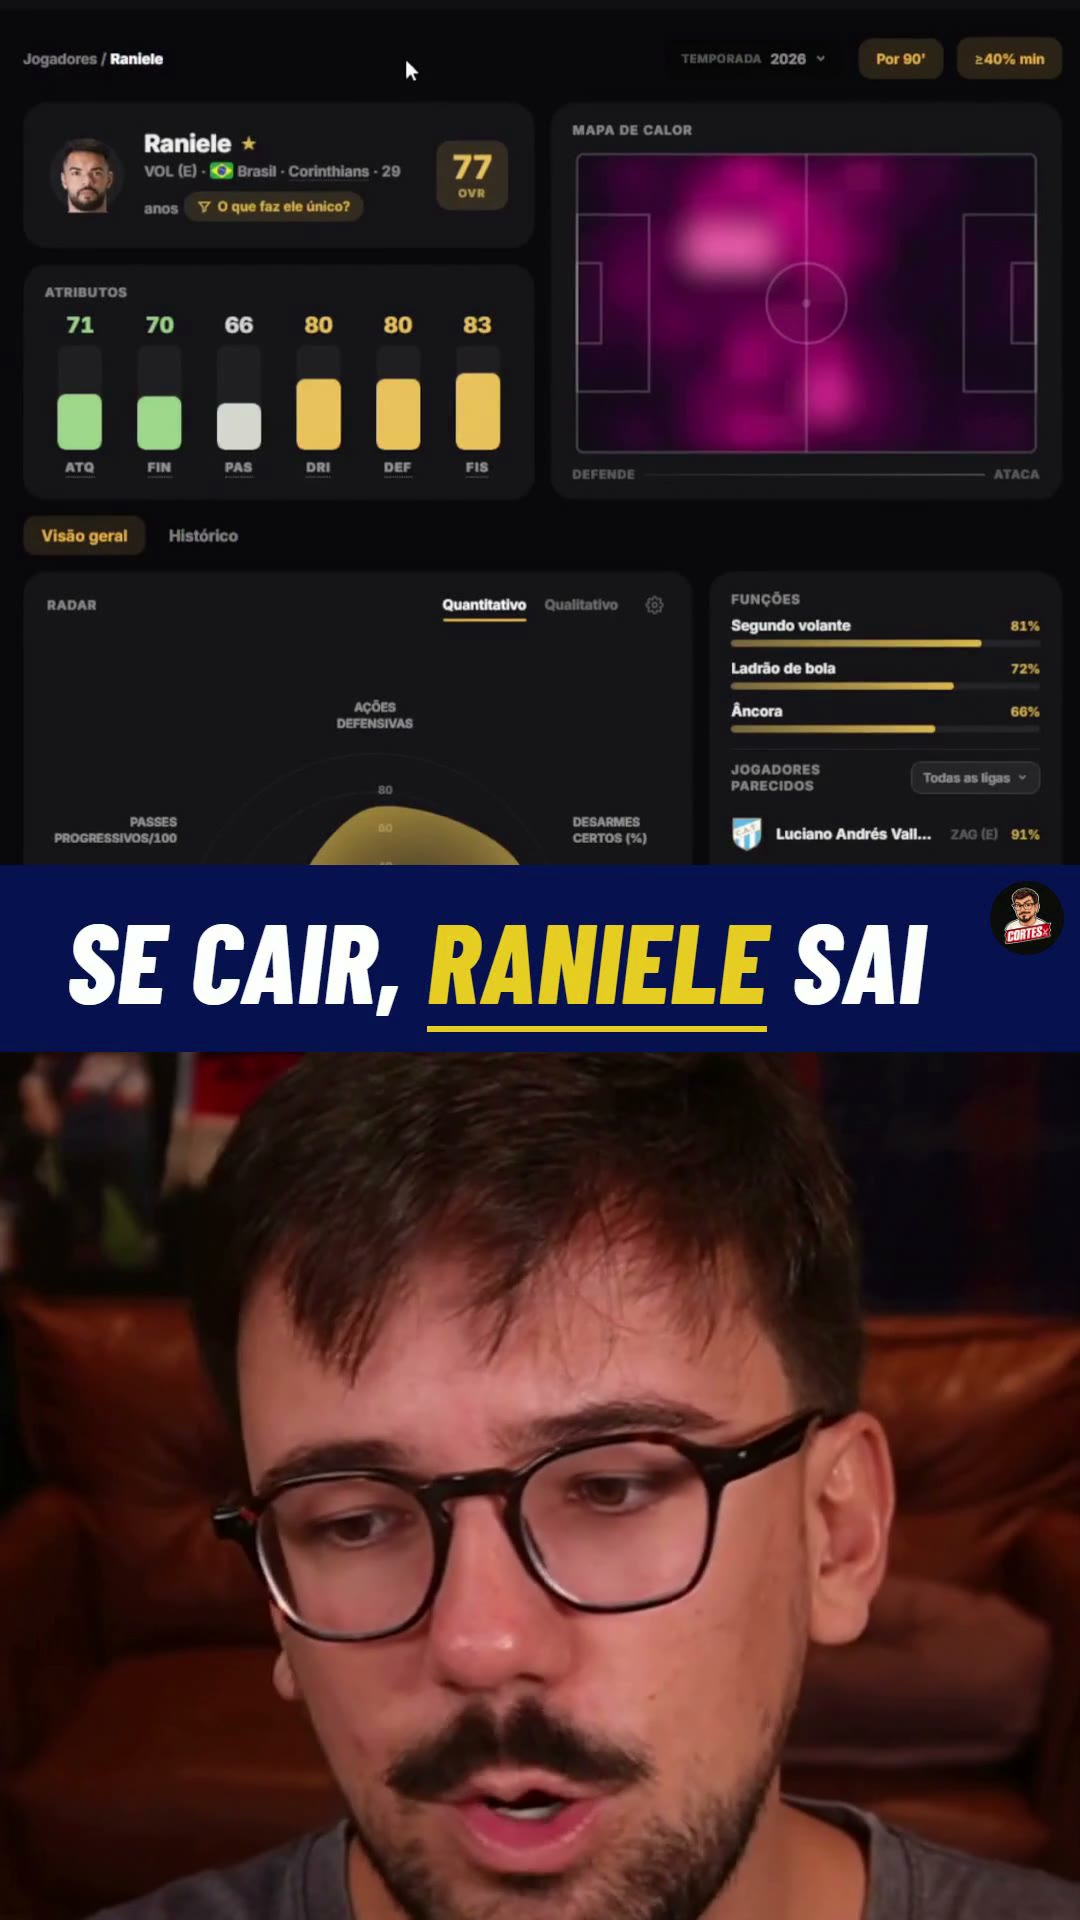 Jogadores / Raniele
TEMPORADA 2026
Por 90'
≥40% min
Raniele ★
VOL (E) · Brasil · Corinthians · 29
anos
O que faz ele único?
77
OVR
MAPA DE CALOR
DEFENDE
ATACA
ATRIBUTOS
71 70 66 80 80 83
ATQ FIN PAS DRI DEF FIS
Visão geral
Histórico
RADAR
Quantitativo
Qualitativo
AÇÕES
DEFENSIVAS
80
60
PASSES
PROGRESSIVOS/100
DESARMES
CERTOS (%)
FUNÇÕES
Segundo volante 81%
Ladrão de bola 72%
Âncora 66%
JOGADORES
PARECIDOS
Todas as ligas
Luciano Andrés Vall... ZAG (E) 91%
SE CAIR, RANIELE SAI
CORTES